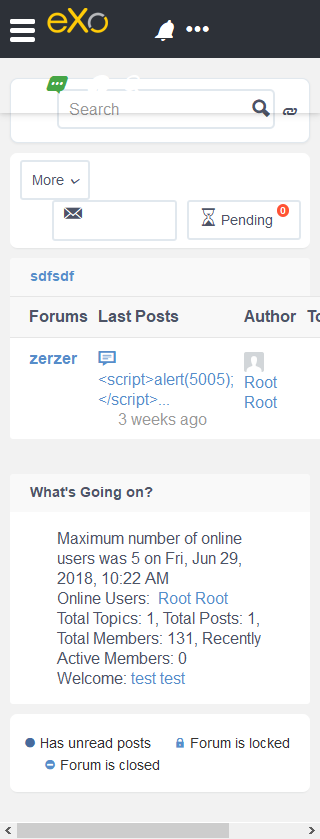 eXo
Search
More
Pending 0
sdfsdf
Forums Last Posts Author To
zerzer
<script>alert(5005);
</script>...
3 weeks ago
Root
Root
What's Going on?
Maximum number of online
users was 5 on Fri, Jun 29,
2018, 10:22 AM
Online Users: Root Root
Total Topics: 1, Total Posts: 1,
Total Members: 131, Recently
Active Members: 0
Welcome: test test
Has unread posts Forum is locked
Forum is closed